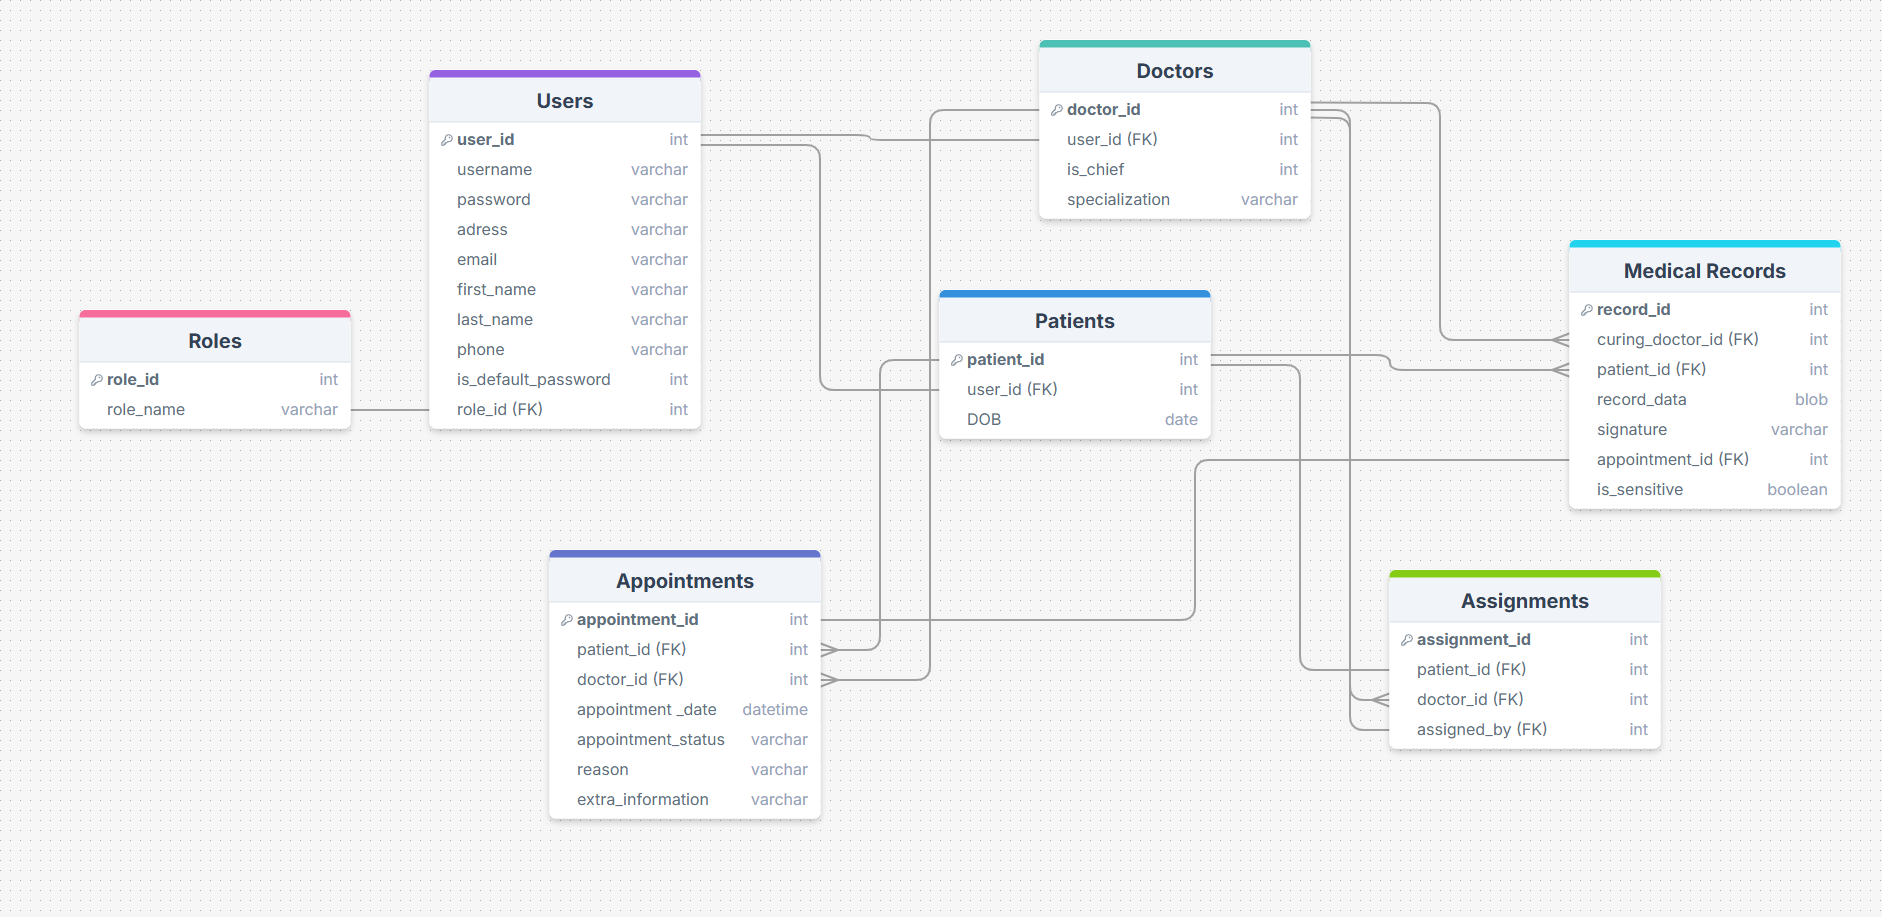 Users
user_id int
username varchar
password varchar
adress varchar
email varchar
first_name varchar
last_name varchar
phone varchar
is_default_password int
role_id (FK) int
Doctors
doctor_id int
user_id (FK) int
is_chief int
specialization varchar
Medical Records
record_id int
curing_doctor_id (FK) int
patient_id (FK) int
record_data blob
signature varchar
appointment_id (FK) int
is_sensitive boolean
Patients
patient_id int
user_id (FK) int
DOB date
Roles
role_id int
role_name varchar
Appointments
appointment_id int
patient_id (FK) int
doctor_id (FK) int
appointment _date datetime
appointment_status varchar
reason varchar
extra_information varchar
Assignments
assignment_id int
patient_id (FK) int
doctor_id (FK) int
assigned_by (FK) int